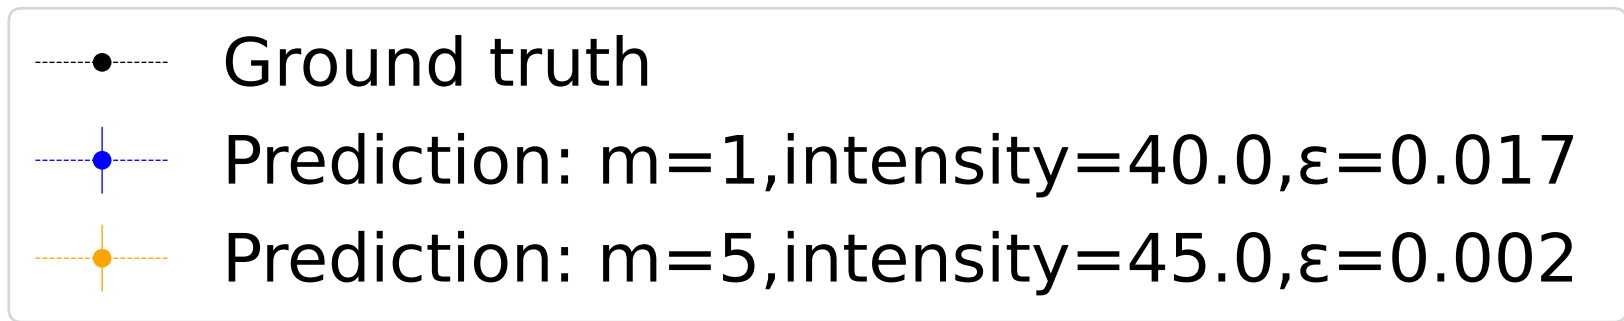 Ground truth
Prediction: m=1,intensity=40.0,ε=0.017
Prediction: m=5,intensity=45.0,ε=0.002